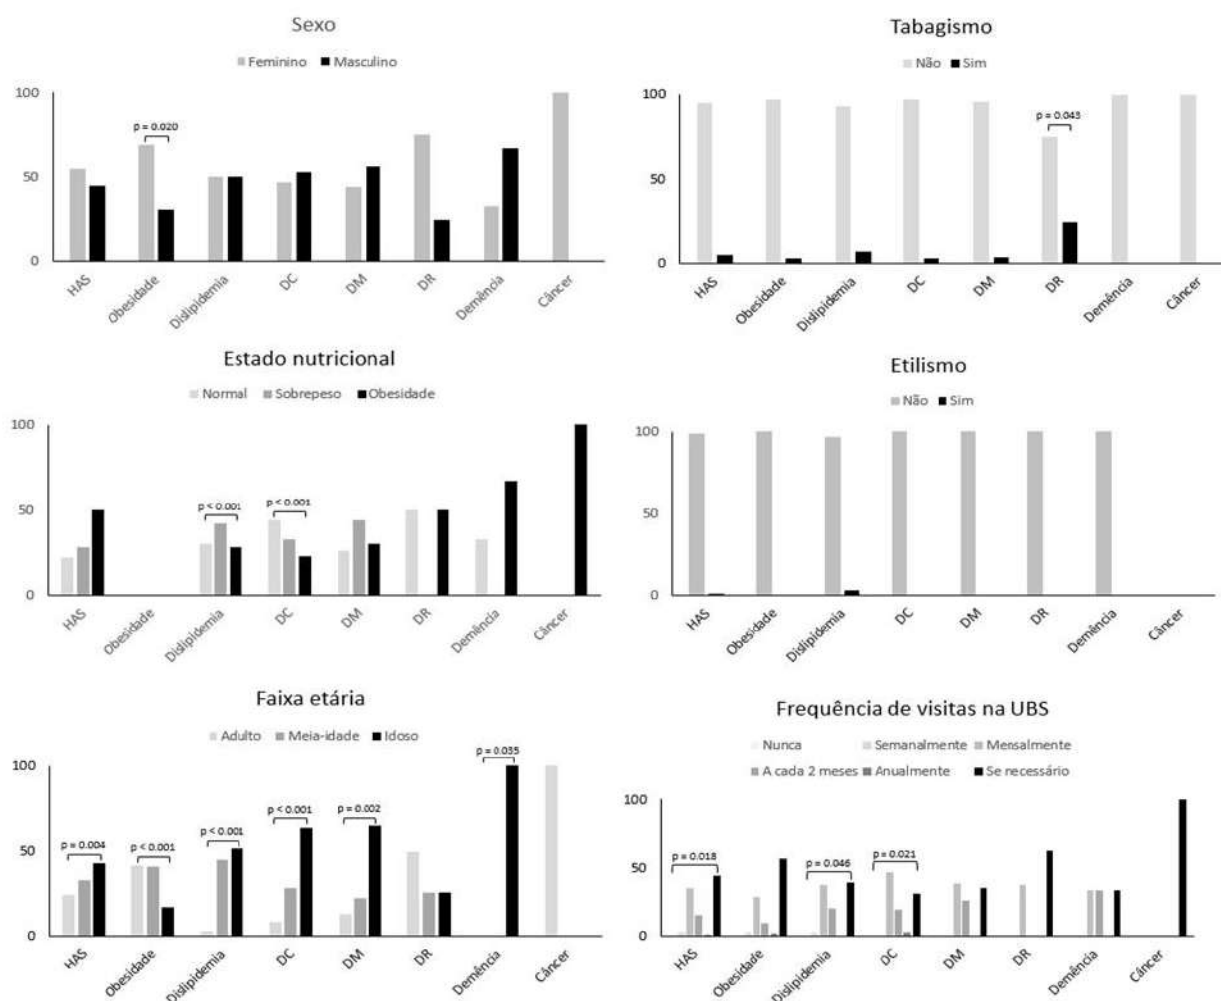 Sexo
Feminino Masculino
100
50
0
p = 0.020
HAS
Obesidade
Dislipidemia
DC
DM
DR
Demência
Câncer
Tabagismo
Não Sim
100
50
0
p = 0.043
HAS
Obesidade
Dislipidemia
DC
DM
DR
Demência
Câncer
Estado nutricional
Normal Sobrepeso Obesidade
100
50
0
p < 0.001
p < 0.001
HAS
Obesidade
Dislipidemia
DC
DM
DR
Demência
Câncer
Etilismo
Não Sim
100
50
0
HAS
Obesidade
Dislipidemia
DC
DM
DR
Demência
Câncer
Faixa etária
Adulto Meia-idade Idoso
100
50
0
p = 0.004
p < 0.001
p < 0.001
p < 0.001
p = 0.002
p = 0.035
HAS
Obesidade
Dislipidemia
DC
DM
DR
Demência
Câncer
Frequência de visitas na UBS
Nunca Semanalmente Mensalmente
A cada 2 meses Anualmente Se necessário
100
50
0
p = 0.018
p = 0.046
p = 0.021
HAS
Obesidade
Dislipidemia
DC
DM
DR
Demência
Câncer